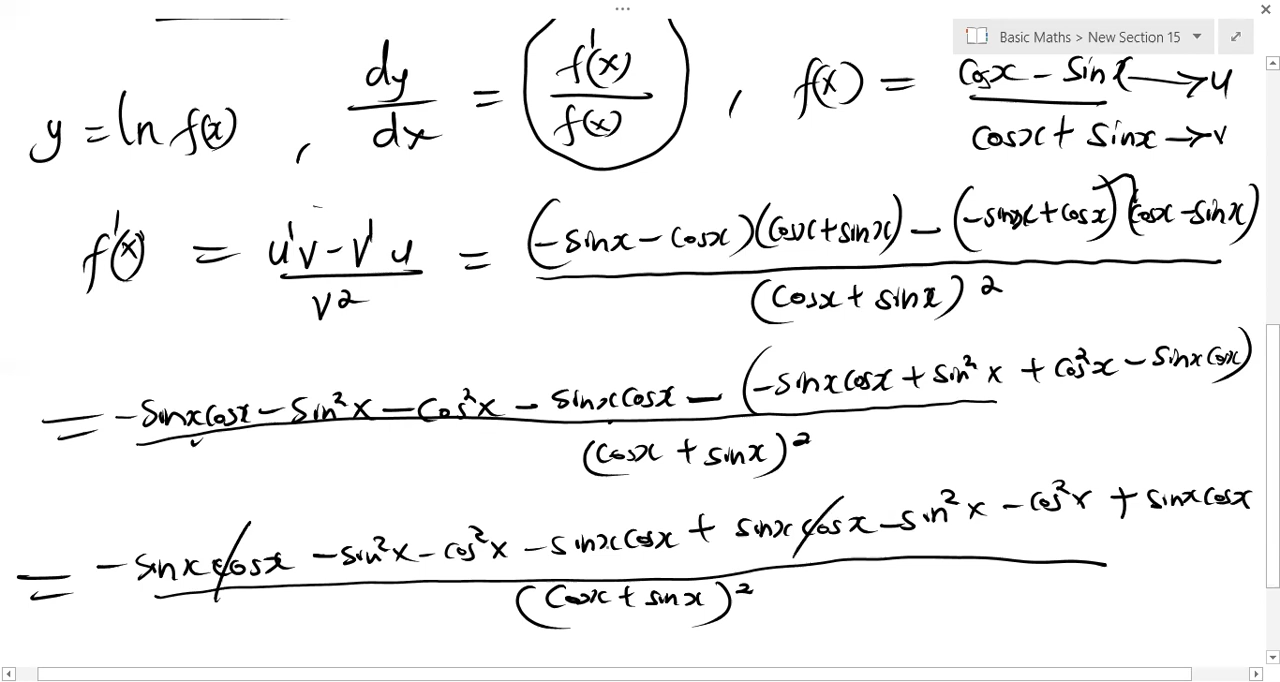 Basic Maths > New Section 15
y = ln f(x) , dy/dx = f'(x)/f(x) , f(x) = (cosx - sinx → u)/(cosx + sinx → v)
f'(x) = (u'v - v'u)/v² = ((-sinx - cosx)(cosx + sinx) - (-sinx + cosx)(cosx - sinx))/(cosx + sinx)²
= (-sinxcosx - sin²x - cos²x - sinxcosx - (-sinxcosx + sin²x + cos²x - sinxcosx))/(cosx + sinx)²
= (-sinxcosx - sin²x - cos²x - sinxcosx + sinxcosx - sin²x - cos²x + sinxcosx)/(cosx + sinx)²